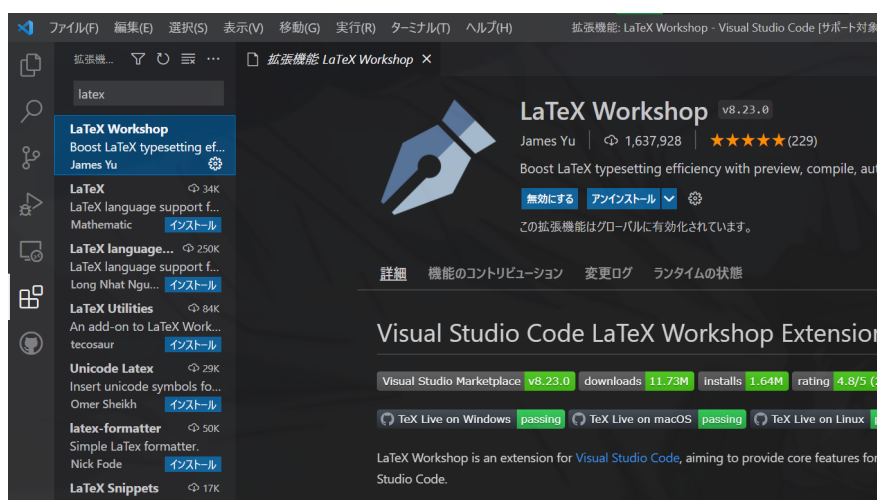 ファイル(F) 編集(E) 選択(S) 表示(V) 移動(G) 実行(R) ターミナル(T) ヘルプ(H) 拡張機能: LaTeX Workshop - Visual Studio Code [サポート対象
拡張機...
拡張機能: LaTeX Workshop
latex
LaTeX Workshop
Boost LaTeX typesetting ef...
James Yu
LaTeX 34K
LaTeX language support f...
Mathematic インストール
LaTeX language... 250K
LaTeX language support f...
Long Nhat Ngu... インストール
LaTeX Utilities 84K
An add-on to LaTeX Work...
tecosaur インストール
Unicode Latex 29K
Insert unicode symbols fo...
Omer Sheikh インストール
latex-formatter 50K
Simple LaTex formatter.
Nick Fode インストール
LaTeX Snippets 17K
LaTeX Workshop v8.23.0
James Yu 1,637,928 (229)
Boost LaTeX typesetting efficiency with preview, compile, aut
無効にする アンインストール
この拡張機能はグローバルに有効化されています。
詳細 機能のコントリビューション 変更ログ ランタイムの状態
Visual Studio Code LaTeX Workshop Extension
Visual Studio Marketplace v8.23.0 downloads 11.73M installs 1.64M rating 4.8/5
TeX Live on Windows passing TeX Live on macOS passing TeX Live on Linux
LaTeX Workshop is an extension for Visual Studio Code, aiming to provide core features for
Studio Code.